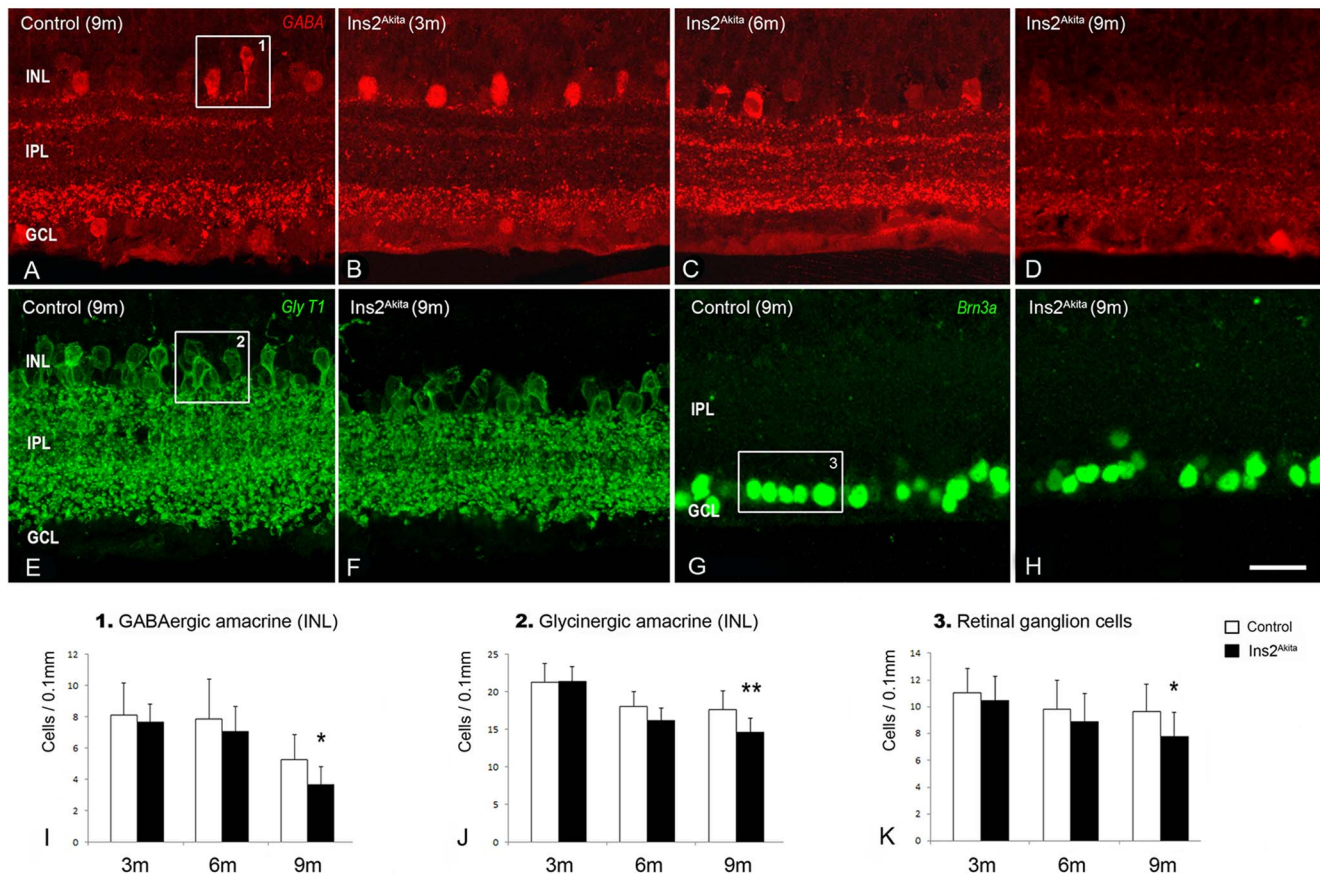 Control (9m) GABA
1
INL
IPL
GCL
A
Ins2Akita (3m)
B
Ins2Akita (6m)
C
Ins2Akita (9m)
D
Control (9m) Gly T1
2
INL
IPL
GCL
E
Ins2Akita (9m)
F
Control (9m) Brn3a
IPL
3
GCL
G
Ins2Akita (9m)
H
1. GABAergic amacrine (INL)
Cells / 0.1mm
12
10
8
6
4
2
0
*
I
3m 6m 9m
2. Glycinergic amacrine (INL)
Cells / 0.1mm
25
20
15
10
5
0
**
J
3m 6m 9m
3. Retinal ganglion cells
Cells / 0.1mm
14
12
10
8
6
4
2
0
*
K
3m 6m 9m
Control
Ins2Akita